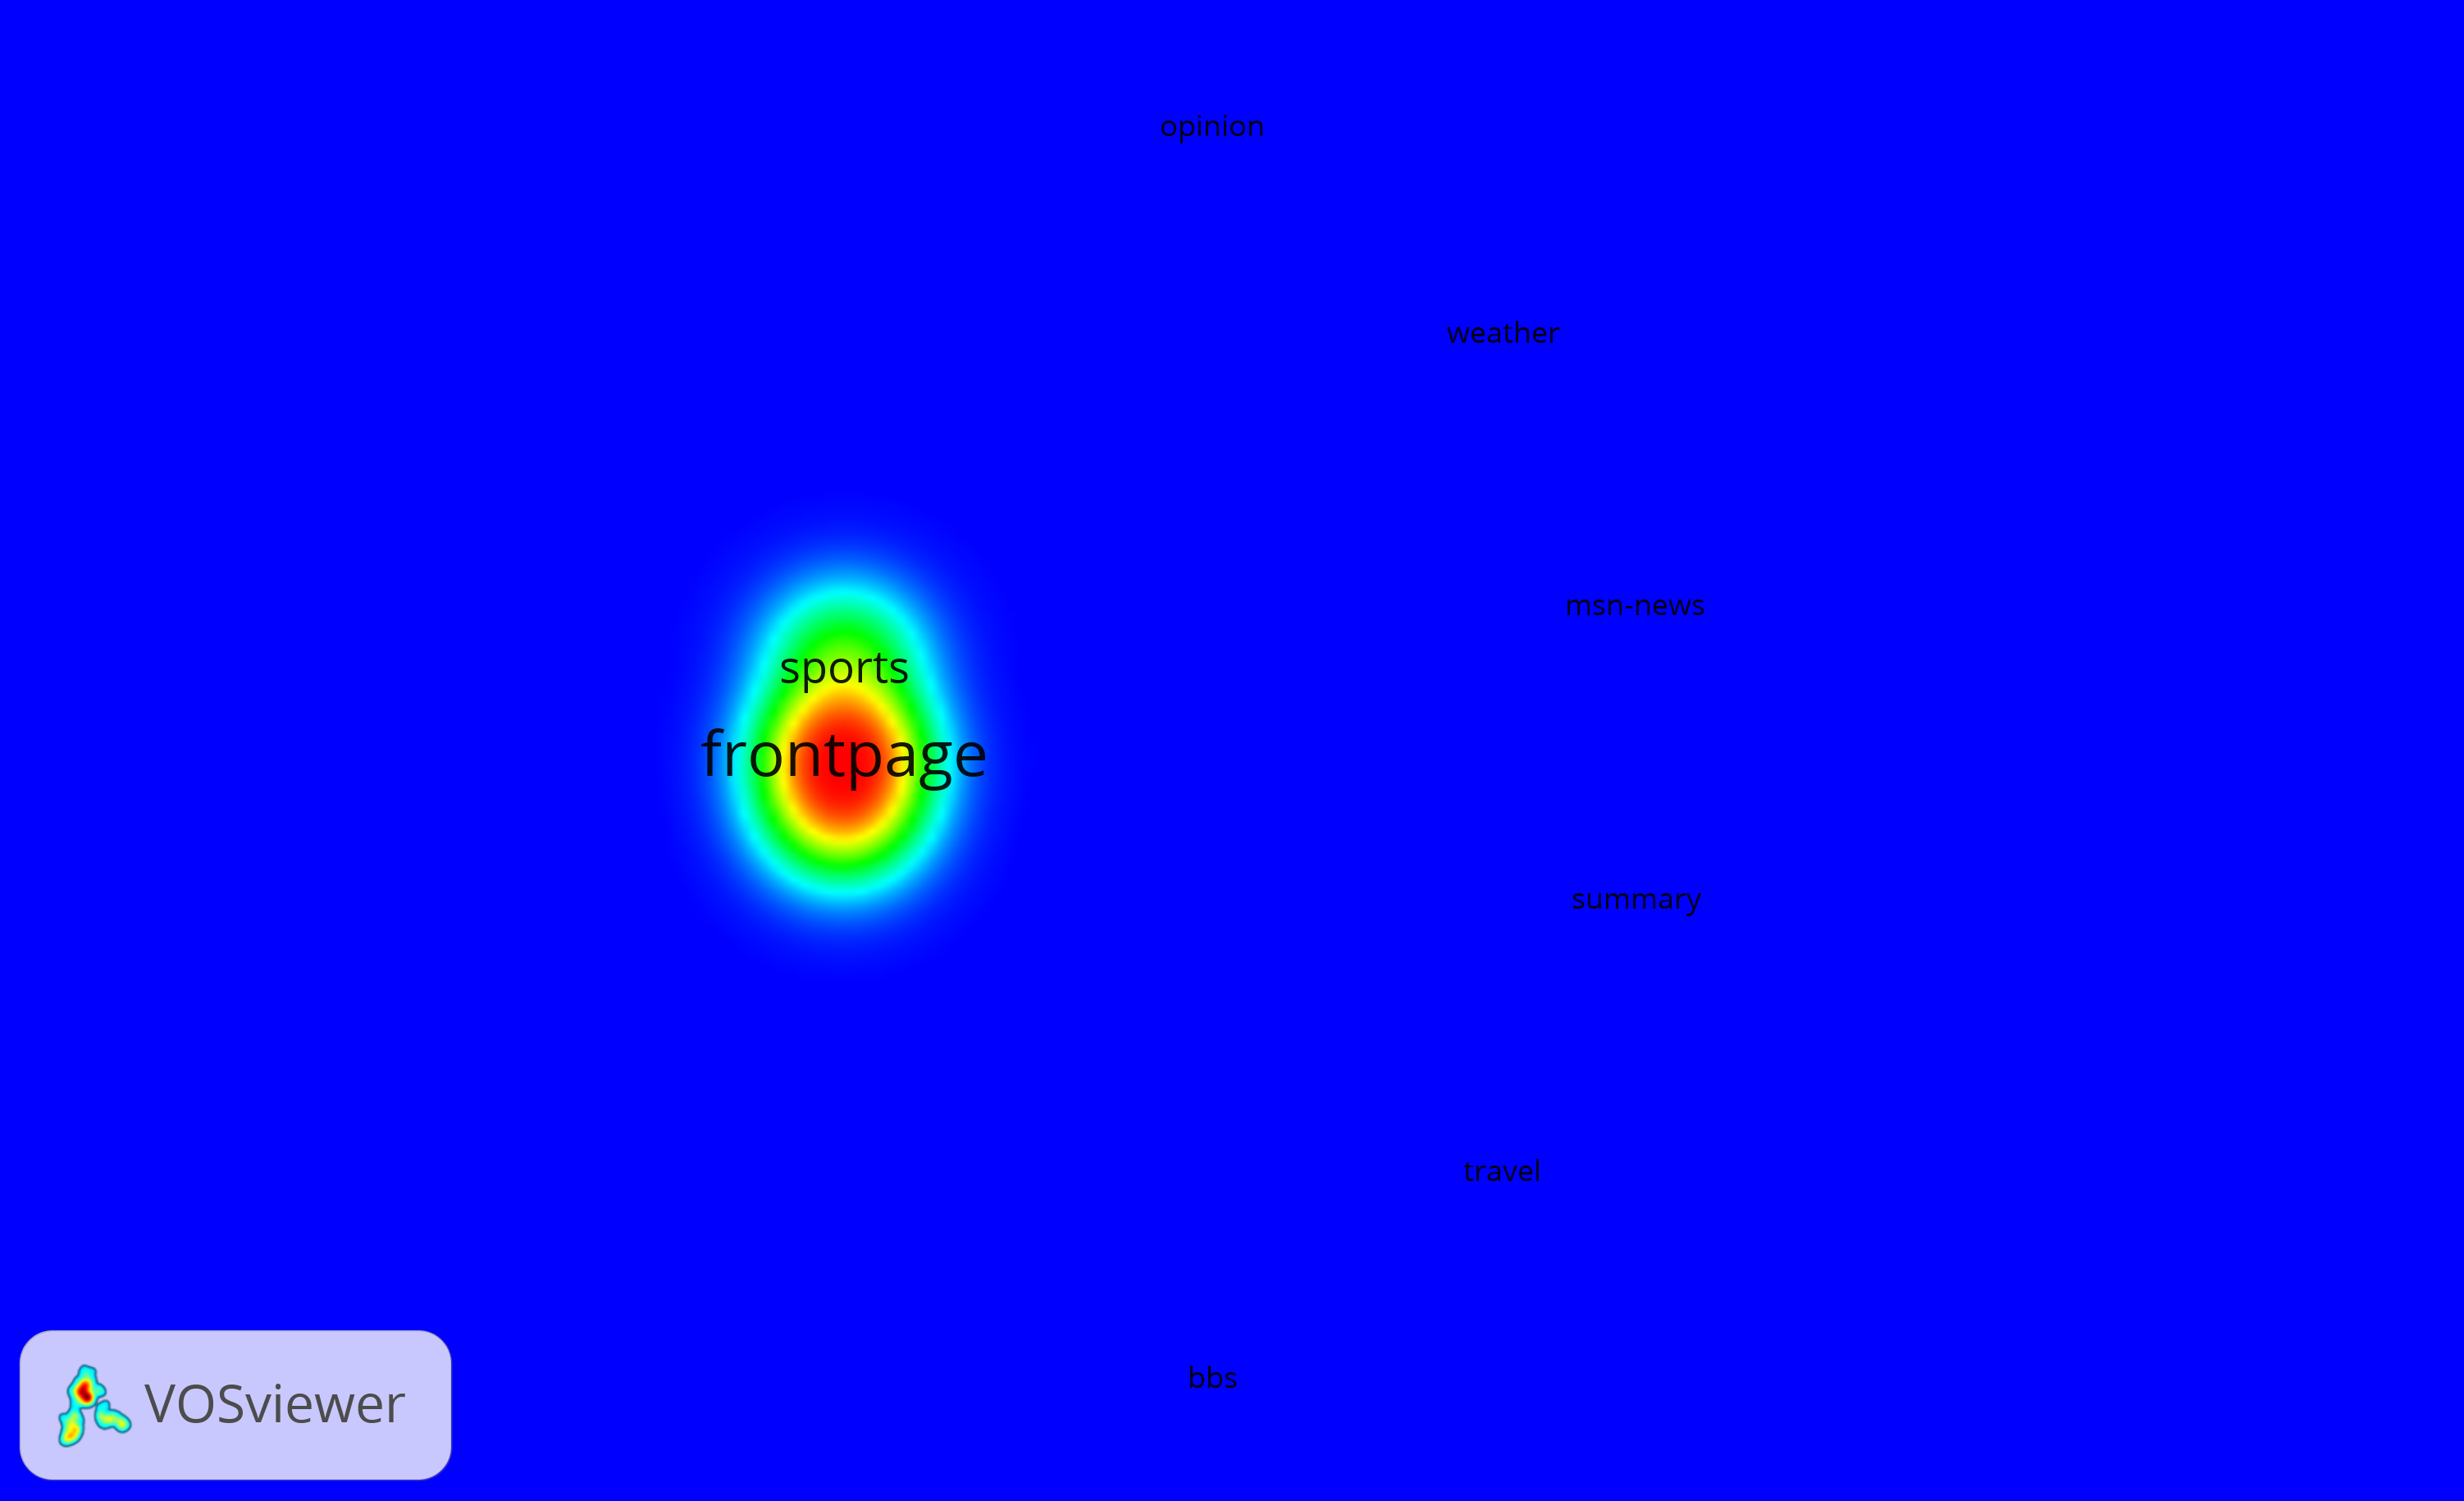 opinion
weather
msn-news
sports
frontpage
summary
travel
bbs
VOSviewer